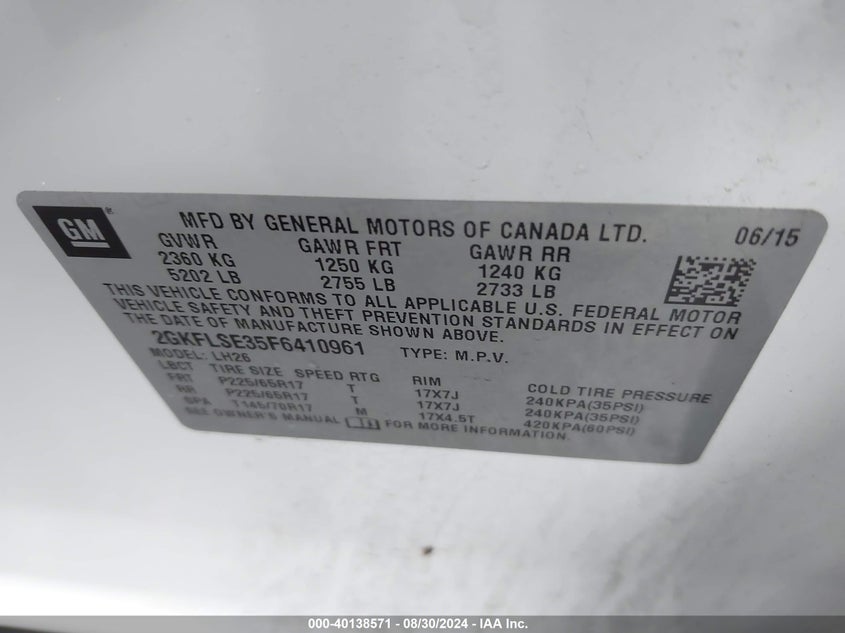 GM
MFD BY GENERAL MOTORS OF CANADA LTD. 06/15
GVWR GAWR FRT GAWR RR
2360 KG 1250 KG 1240 KG
5202 LB 2755 LB 2733 LB
THIS VEHICLE CONFORMS TO ALL APPLICABLE U.S. FEDERAL MOTOR
VEHICLE SAFETY AND THEFT PREVENTION STANDARDS IN EFFECT ON
THE DATE OF MANUFACTURE SHOWN ABOVE.
2GKFLSE35F6410961 TYPE: M.P.V.
MODEL: LH26
LBCT TIRE SIZE SPEED RTG RIM COLD TIRE PRESSURE
FRT P225/65R17 T 17X7J 240KPA(35PSI)
RR P225/65R17 T 17X7J 240KPA(35PSI)
SPA T145/70R17 M 17X4.5T 420KPA(60PSI)
SEE OWNER'S MANUAL FOR MORE INFORMATION.
000-40138571 - 08/30/2024 - IAA Inc.